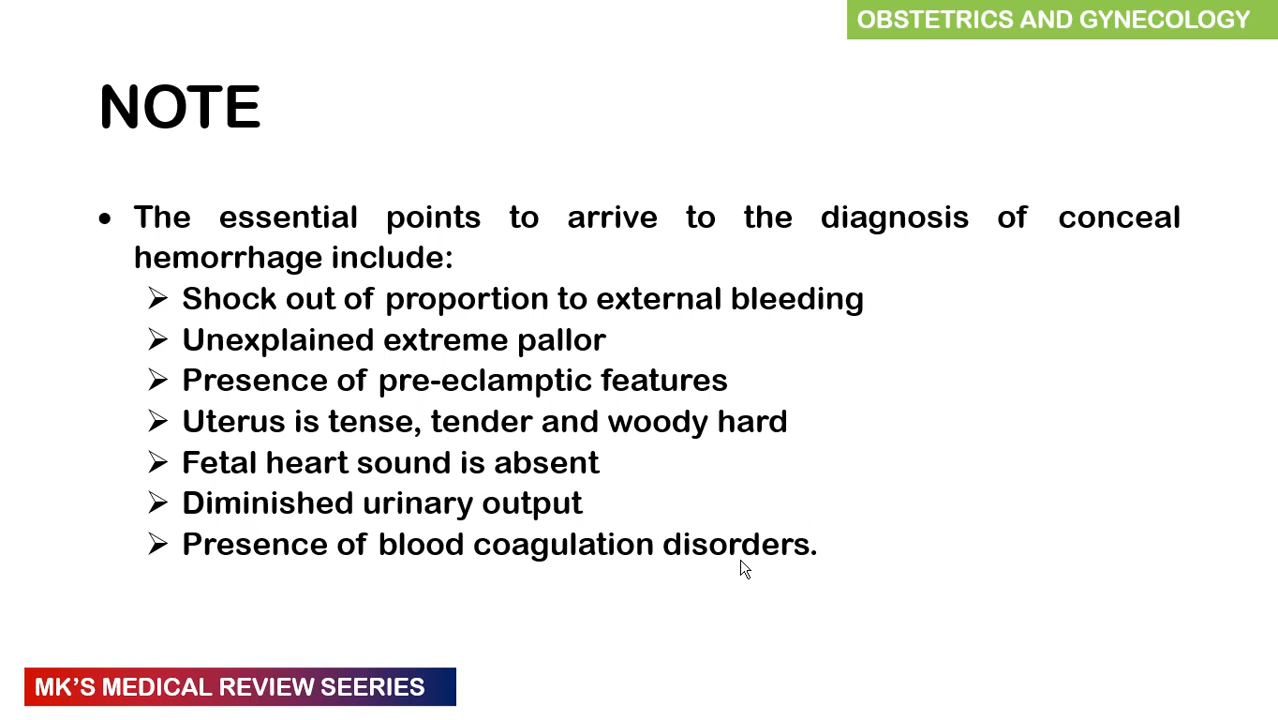 OBSTETRICS AND GYNECOLOGY
NOTE
• The essential points to arrive to the diagnosis of conceal
hemorrhage include:
➢ Shock out of proportion to external bleeding
➢ Unexplained extreme pallor
➢ Presence of pre-eclamptic features
➢ Uterus is tense, tender and woody hard
➢ Fetal heart sound is absent
➢ Diminished urinary output
➢ Presence of blood coagulation disorders.
MK’S MEDICAL REVIEW SEERIES